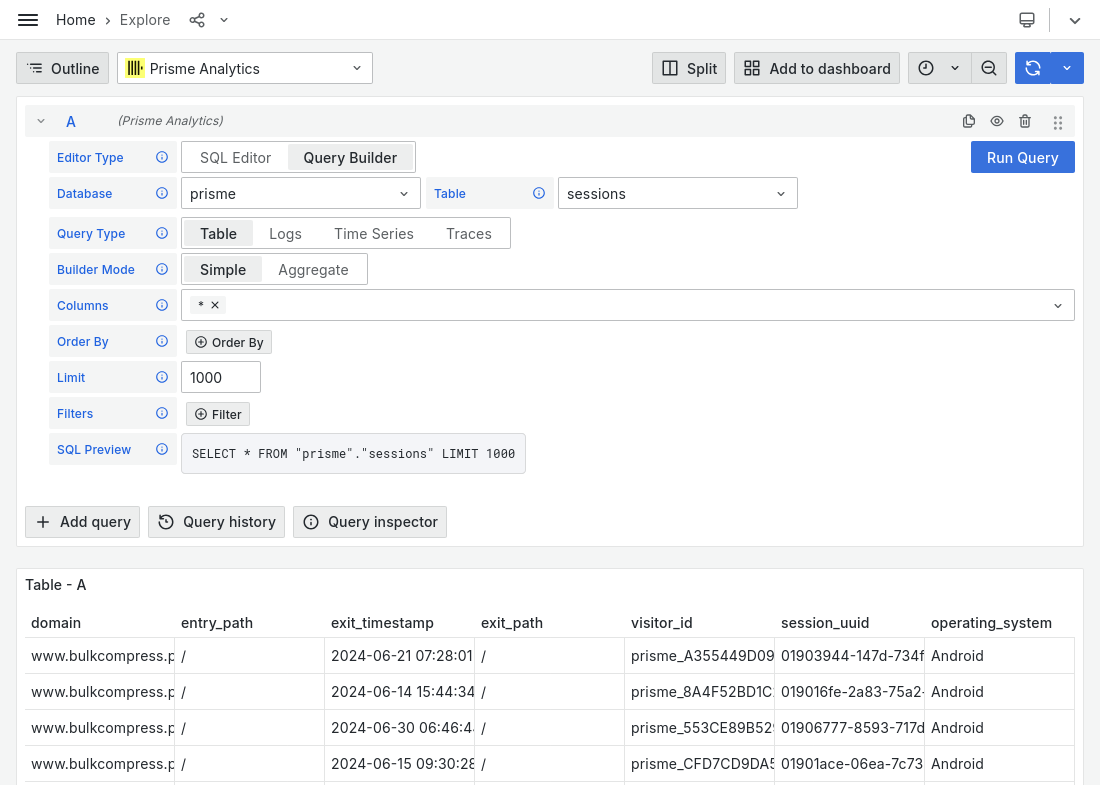 Home › Explore
Outline Prisme Analytics Split Add to dashboard
A (Prisme Analytics)
Editor Type SQL Editor Query Builder Run Query
Database prisme Table sessions
Query Type Table Logs Time Series Traces
Builder Mode Simple Aggregate
Columns * ×
Order By Order By
Limit 1000
Filters Filter
SQL Preview SELECT * FROM "prisme"."sessions" LIMIT 1000
Add query Query history Query inspector
Table - A
domain entry_path exit_timestamp exit_path visitor_id session_uuid operating_system
www.bulkcompress.p / 2024-06-21 07:28:01 / prisme_A355449D09 01903944-147d-734f Android
www.bulkcompress.p / 2024-06-14 15:44:34 / prisme_8A4F52BD1C 019016fe-2a83-75a2- Android
www.bulkcompress.p / 2024-06-30 06:46:4 / prisme_553CE89B52 01906777-8593-717d Android
www.bulkcompress.p / 2024-06-15 09:30:28 / prisme_CFD7CD9DA5 01901ace-06ea-7c73 Android